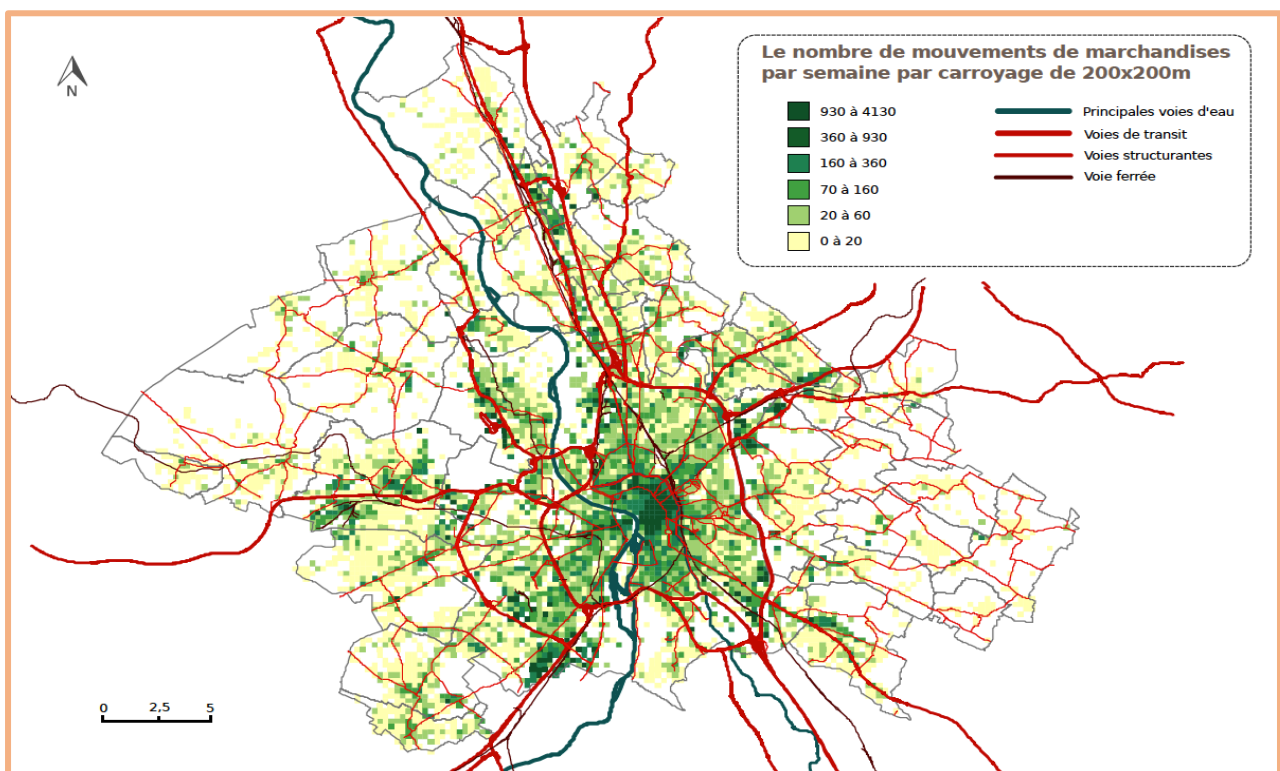 Le nombre de mouvements de marchandises
par semaine par carroyage de 200x200m
930 à 4130
360 à 930
160 à 360
70 à 160
20 à 60
0 à 20
Principales voies d'eau
Voies de transit
Voies structurantes
Voie ferrée
N
0 2,5 5